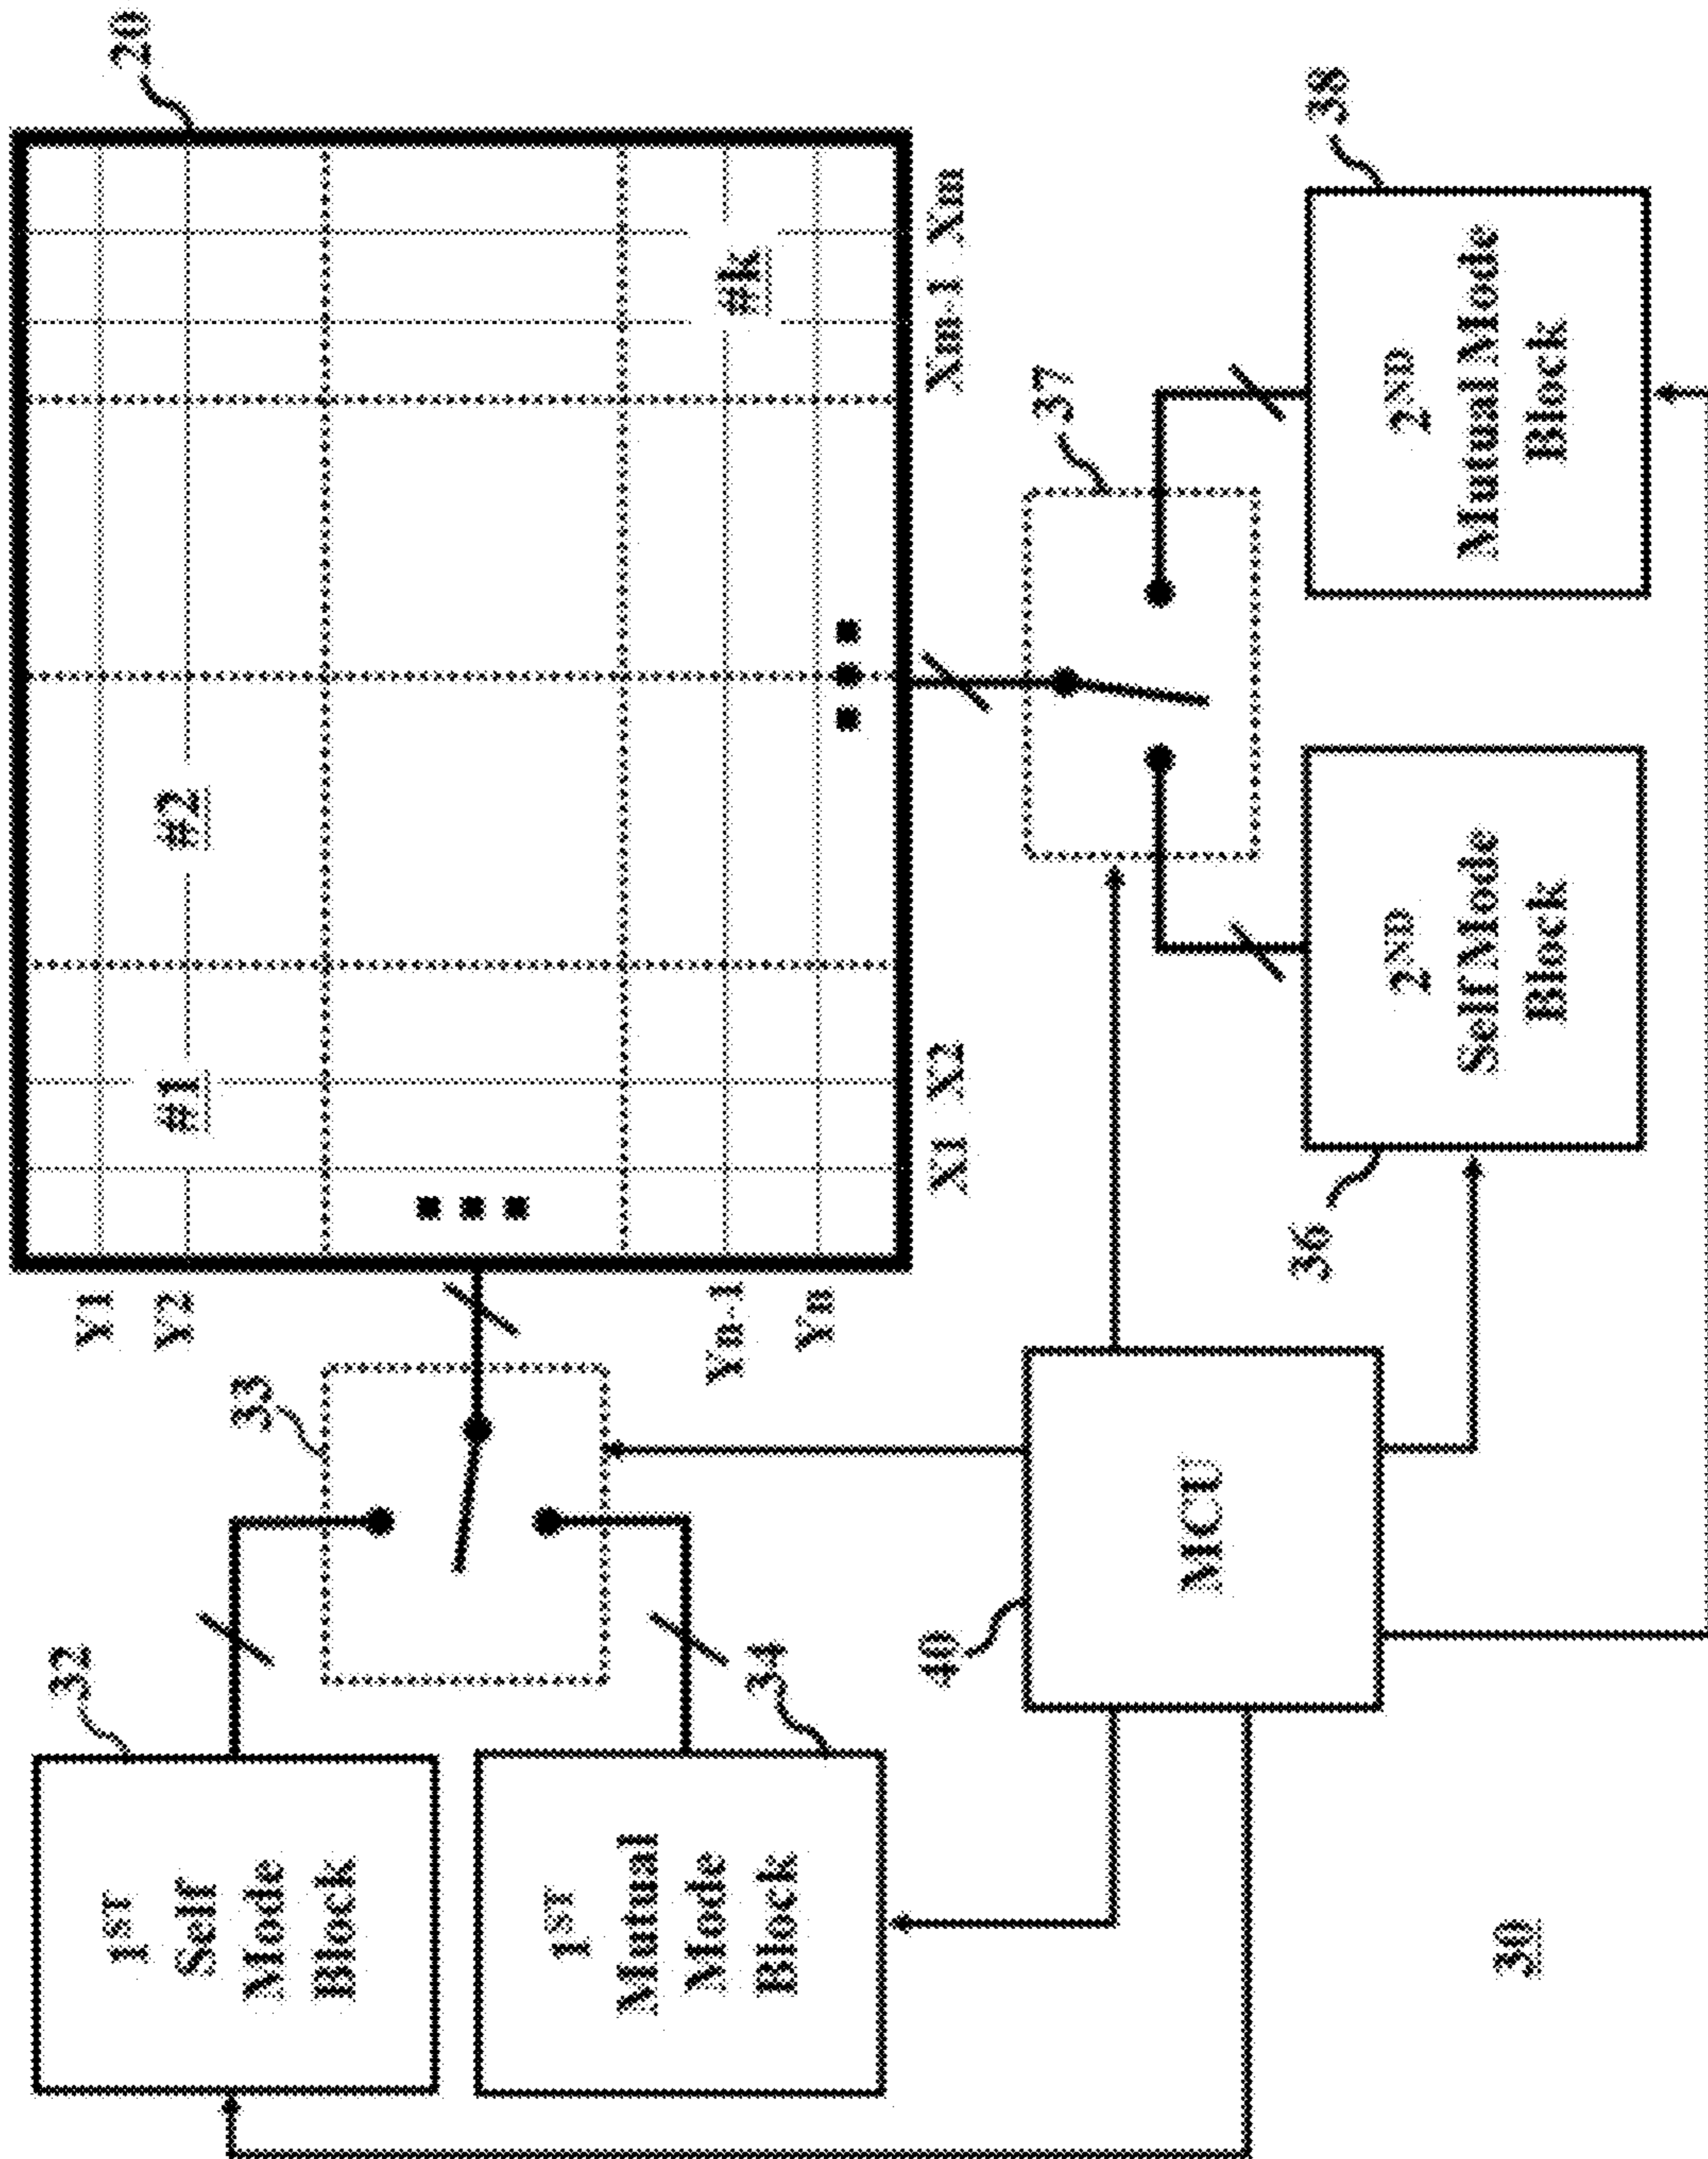 20
Y1
Y2
Yn-1
Yn
#1
#2
#k
X1 X2
Xm-1 Xm
32
1ST
Self
Mode
Block
33
34
1ST
Mutual
Mode
Block
40
MCU
37
36
2ND
Self Mode
Block
38
2ND
Mutual Mode
Block
30